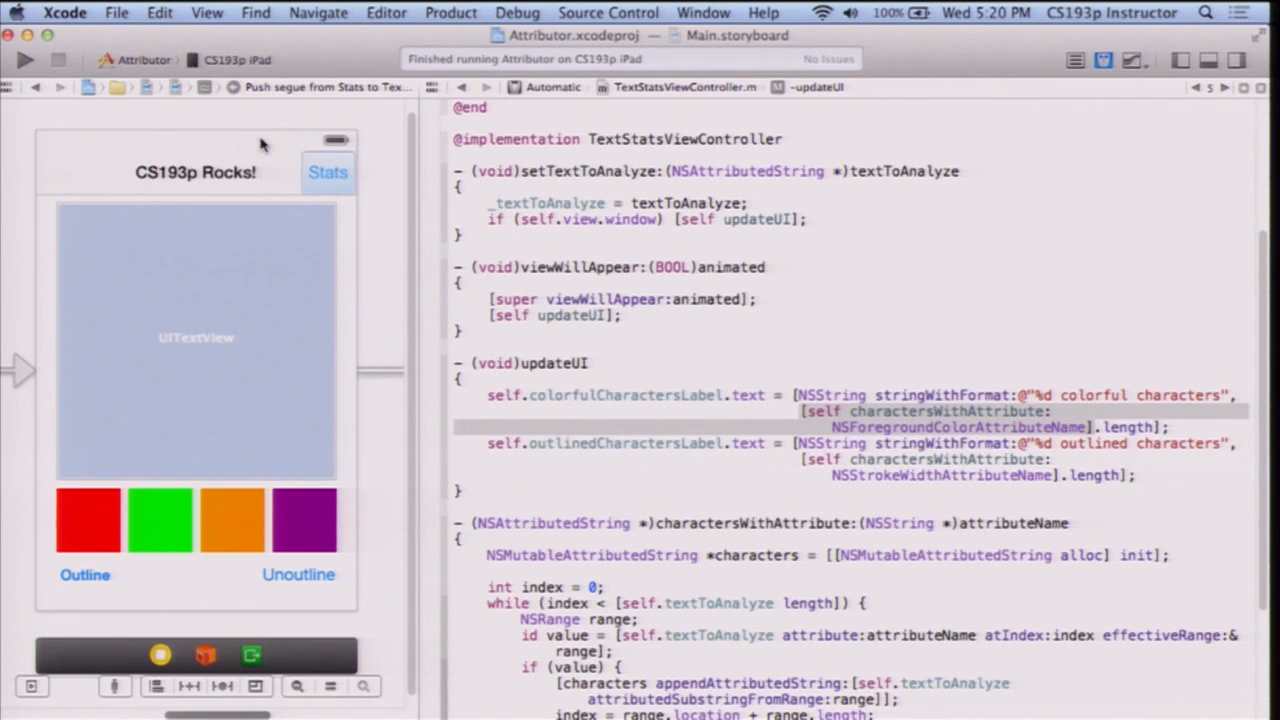 Xcode File Edit View Find Navigate Editor Product Debug Source Control Window Help 100% Wed 5:20 PM CS193p Instructor
Attributor.xcodeproj — Main.storyboard
Attributor CS193p iPad Finished running Attributor on CS193p iPad No Issues
Push segue from Stats to Tex... Automatic TextStatsViewController.m M -updateUI 5
CS193p Rocks! Stats
UITextView
Outline Unoutline
@end
@implementation TextStatsViewController
- (void)setTextToAnalyze:(NSAttributedString *)textToAnalyze
{
_textToAnalyze = textToAnalyze;
if (self.view.window) [self updateUI];
}
- (void)viewWillAppear:(BOOL)animated
{
[super viewWillAppear:animated];
[self updateUI];
}
- (void)updateUI
{
self.colorfulCharactersLabel.text = [NSString stringWithFormat:@"%d colorful characters",
[self charactersWithAttribute:
NSForegroundColorAttributeName].length];
self.outlinedCharactersLabel.text = [NSString stringWithFormat:@"%d outlined characters",
[self charactersWithAttribute:
NSStrokeWidthAttributeName].length];
}
- (NSAttributedString *)charactersWithAttribute:(NSString *)attributeName
{
NSMutableAttributedString *characters = [[NSMutableAttributedString alloc] init];
int index = 0;
while (index < [self.textToAnalyze length]) {
NSRange range;
id value = [self.textToAnalyze attribute:attributeName atIndex:index effectiveRange:&
range];
if (value) {
[characters appendAttributedString:[self.textToAnalyze
attributedSubstringFromRange:range]];
index = range.location + range.length;